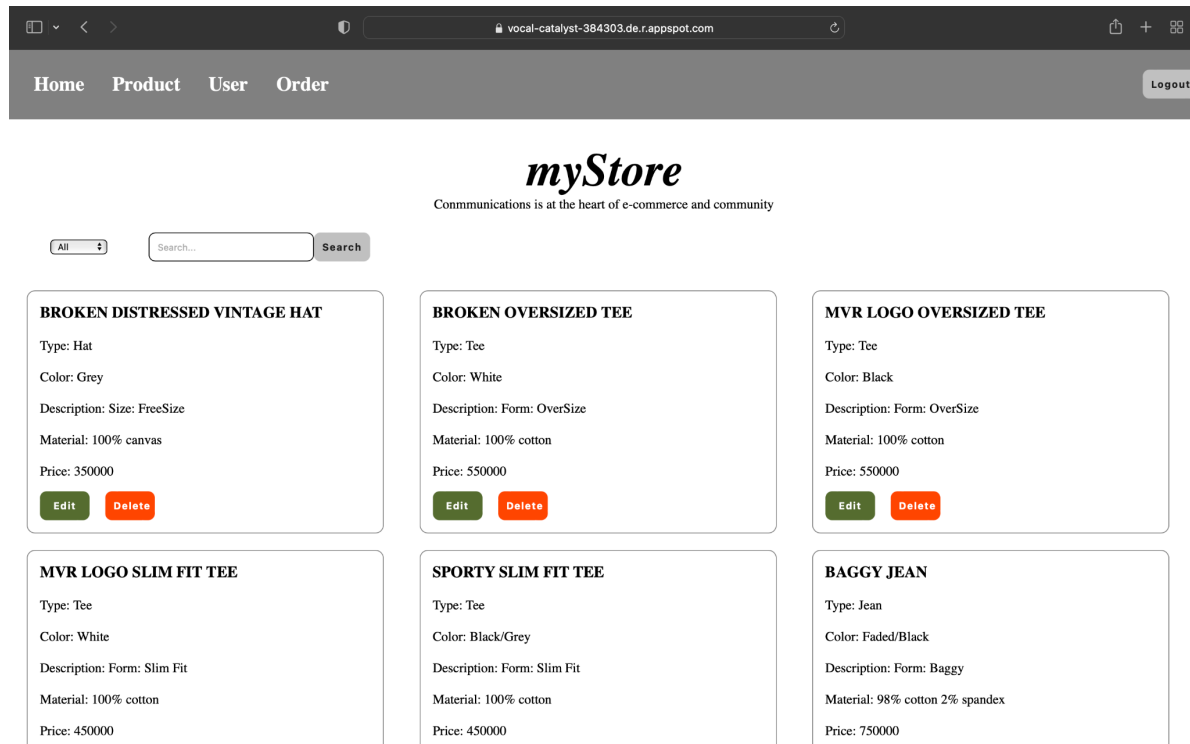 vocal-catalyst-384303.de.r.appspot.com
Home Product User Order
Logout
myStore
Conmmunications is at the heart of e-commerce and community
All Search... Search
BROKEN DISTRESSED VINTAGE HAT
Type: Hat
Color: Grey
Description: Size: FreeSize
Material: 100% canvas
Price: 350000
Edit Delete
BROKEN OVERSIZED TEE
Type: Tee
Color: White
Description: Form: OverSize
Material: 100% cotton
Price: 550000
Edit Delete
MVR LOGO OVERSIZED TEE
Type: Tee
Color: Black
Description: Form: OverSize
Material: 100% cotton
Price: 550000
Edit Delete
MVR LOGO SLIM FIT TEE
Type: Tee
Color: White
Description: Form: Slim Fit
Material: 100% cotton
Price: 450000
SPORTY SLIM FIT TEE
Type: Tee
Color: Black/Grey
Description: Form: Slim Fit
Material: 100% cotton
Price: 450000
BAGGY JEAN
Type: Jean
Color: Faded/Black
Description: Form: Baggy
Material: 98% cotton 2% spandex
Price: 750000